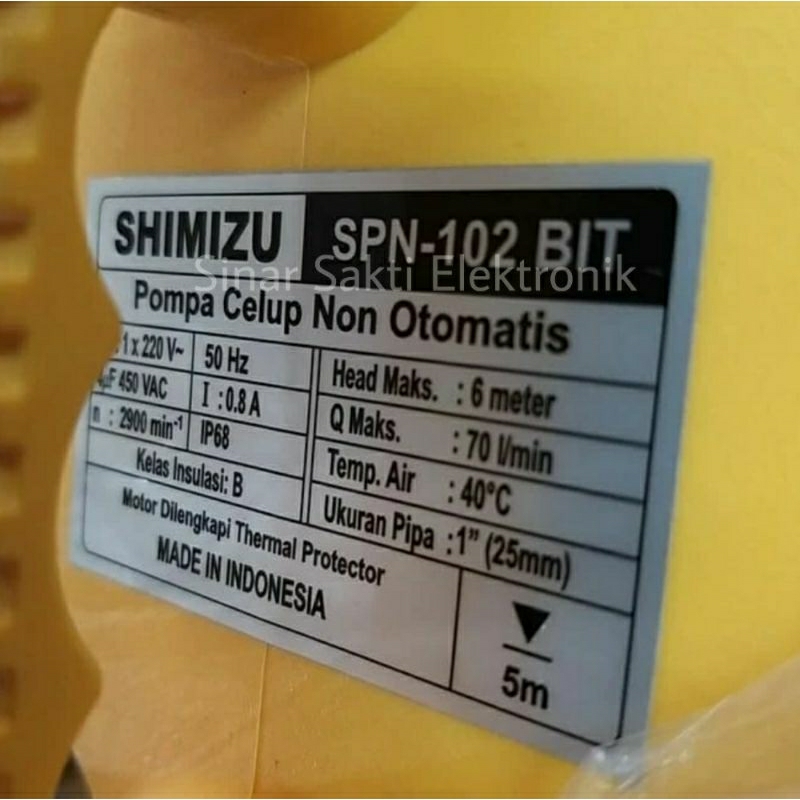 SHIMIZU SPN-102 BIT
Sinar Sakti Elektronik
Pompa Celup Non Otomatis
1 x 220 V~ 50 Hz
µF 450 VAC I : 0.8 A
n : 2900 min⁻¹ IP68
Kelas Insulasi: B
Head Maks. : 6 meter
Q Maks. : 70 l/min
Temp. Air : 40°C
Ukuran Pipa : 1” (25mm)
Motor Dilengkapi Thermal Protector
MADE IN INDONESIA
5m